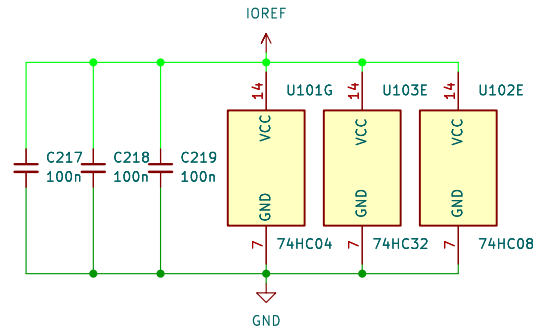 IOREF
14 U101G 14 U103E 14 U102E
VCC VCC VCC
C217 C218 C219
100n 100n 100n
GND GND GND
7 74HC04 7 74HC32 7 74HC08
GND